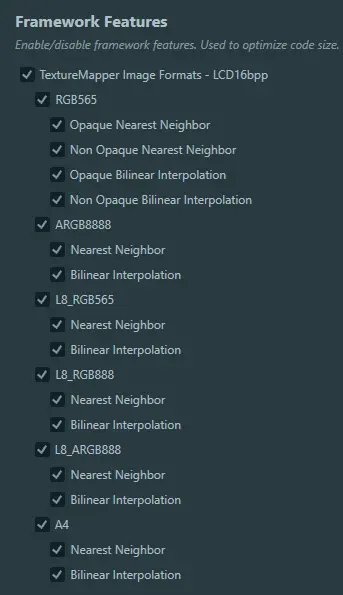 Framework Features
Enable/disable framework features. Used to optimize code size.
TextureMapper Image Formats - LCD16bpp
RGB565
Opaque Nearest Neighbor
Non Opaque Nearest Neighbor
Opaque Bilinear Interpolation
Non Opaque Bilinear Interpolation
ARGB8888
Nearest Neighbor
Bilinear Interpolation
L8_RGB565
Nearest Neighbor
Bilinear Interpolation
L8_RGB888
Nearest Neighbor
Bilinear Interpolation
L8_ARGB888
Nearest Neighbor
Bilinear Interpolation
A4
Nearest Neighbor
Bilinear Interpolation